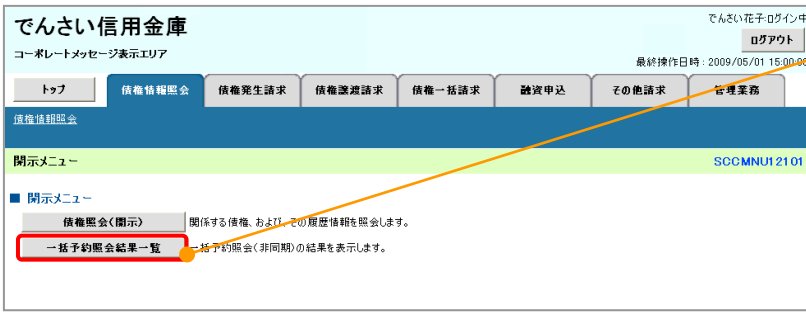 でんさい信用金庫
でんさい花子:ログイン中
ログアウト
コーポレートメッセージ表示エリア
最終操作日時:2009/05/01 15:00:00
トップ 債権情報照会 債権発生請求 債権譲渡請求 債権一括請求 融資申込 その他請求 管理業務
債権情報照会
開示メニュー SCCMNU12101
■ 開示メニュー
債権照会(開示) 関係する債権、および、その履歴情報を照会します。
一括予約照会結果一覧 一括予約照会(非同期)の結果を表示します。